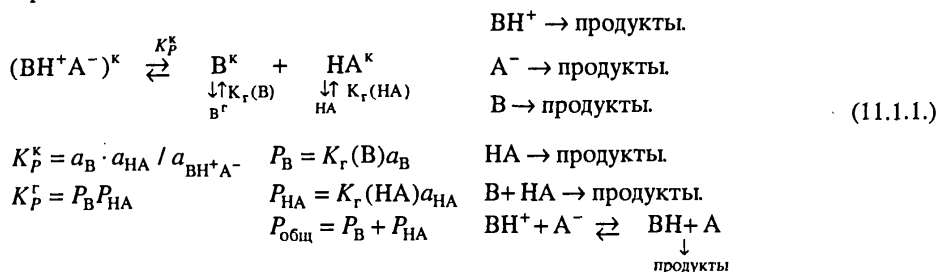 BH⁺ → продукты.
(BH⁺A⁻)ᴷ ⇄ Bᴷ + HAᴷ
K_P^к
A⁻ → продукты.
↓↑K_г(B) ↓↑ K_г(HA)
B^г HA
B → продукты.
(11.1.1.)
K_P^к = a_B · a_HA / a_BH⁺A⁻ P_B = K_г(B)a_B HA → продукты.
K_P^г = P_B P_HA P_HA = K_г(HA)a_HA B+ HA → продукты.
P_общ = P_B + P_HA BH⁺ + A⁻ ⇄ BH+ A
↓
продукты